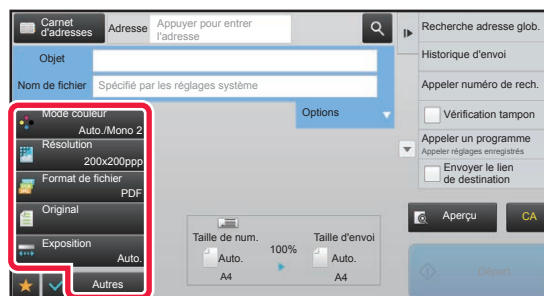 Carnet
d'adresses
Adresse
Appuyer pour entrer
l'adresse
Objet
Nom de fichier
Spécifié par les réglages système
Options
Mode couleur
Auto./Mono 2
Résolution
200x200ppp
Format de
fichier
PDF
Original
Exposition
Auto.
Autres
Taille de num.
Auto.
A4
100%
Taille d'envoi
Auto.
A4
Recherche adresse glob.
Historique d'envoi
Appeler numéro de rech.
Vérification tampon
Appeler un programme
Appeler réglages enregistrés
Envoyer le lien
de destination
Aperçu
CA
Départ